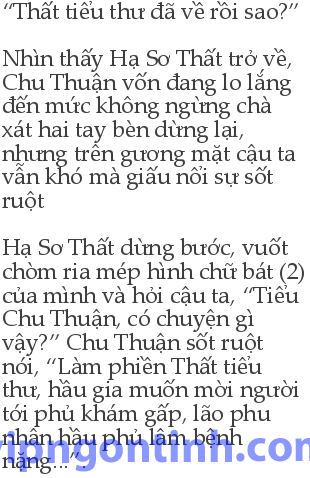 “Thất tiểu thư đã về rồi sao?”
Nhìn thấy Hạ Sơ Thất trở về,
Chu Thuận vốn đang lo lắng
đến mức không ngừng chà
xát hai tay bèn dừng lại,
nhưng trên gương mặt cậu ta
vẫn khó mà giấu nổi sự sốt
ruột
Hạ Sơ Thất dừng bước, vuốt
chòm ria mép hình chữ bát (2)
của mình và hỏi cậu ta, “Tiểu
Chu Thuận, có chuyện gì
vậy?” Chu Thuận sốt ruột
nói, “Làm phiền Thất tiểu
thư, hầu gia muốn mời người
tới phủ khám gấp, lão phu
nhân hầu phủ lâm bệnh
nặng...”.
vipngontinh.com